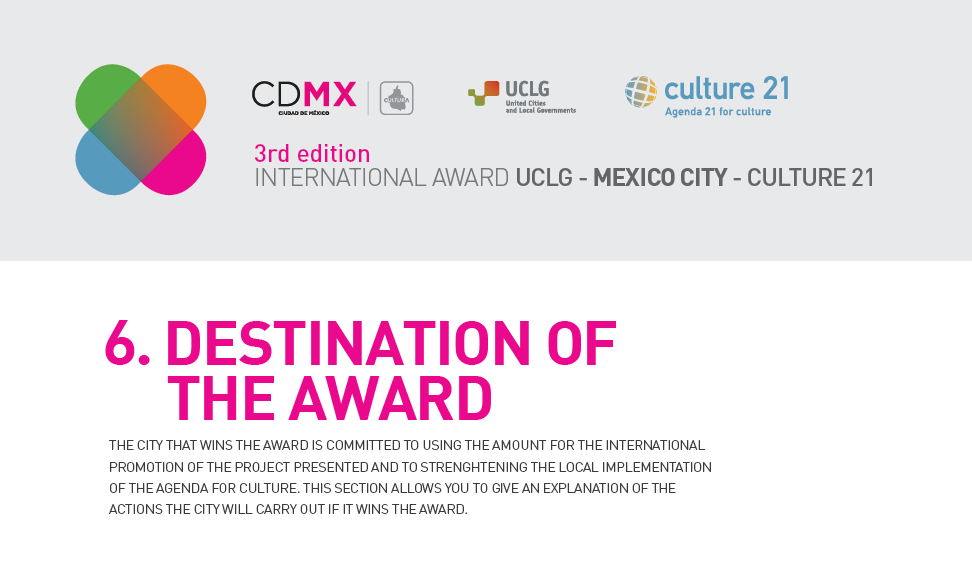 CDMX
CIUDAD DE MÉXICO
CULTURA
UCLG
United Cities
and Local Governments
culture 21
Agenda 21 for culture
3rd edition
INTERNATIONAL AWARD UCLG - MEXICO CITY - CULTURE 21
6. DESTINATION OF
THE AWARD
THE CITY THAT WINS THE AWARD IS COMMITTED TO USING THE AMOUNT FOR THE INTERNATIONAL
PROMOTION OF THE PROJECT PRESENTED AND TO STRENGHTENING THE LOCAL IMPLEMENTATION
OF THE AGENDA FOR CULTURE. THIS SECTION ALLOWS YOU TO GIVE AN EXPLANATION OF THE
ACTIONS THE CITY WILL CARRY OUT IF IT WINS THE AWARD.